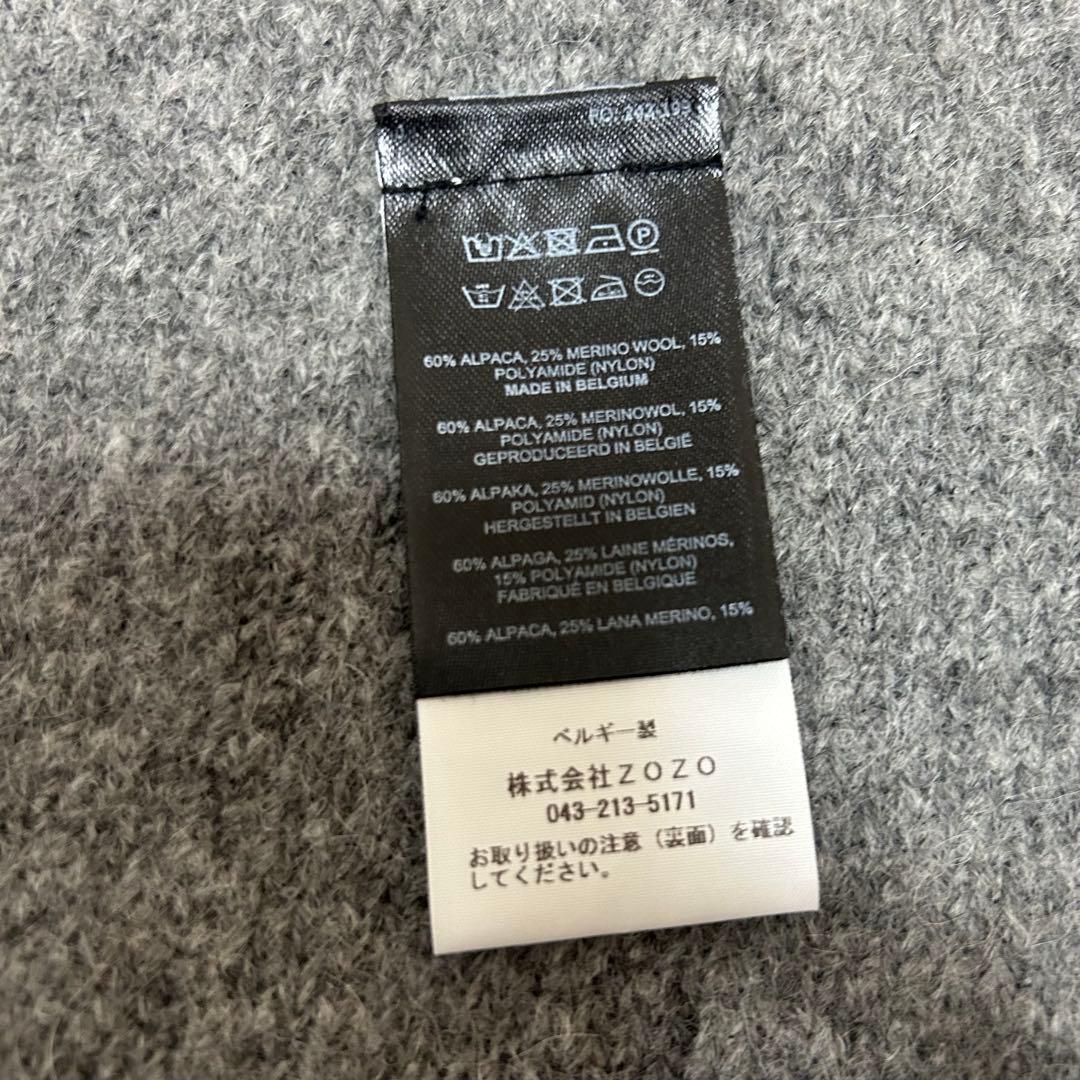 60% ALPACA, 25% MERINO WOOL, 15%
POLYAMIDE (NYLON)
MADE IN BELGIUM
60% ALPACA, 25% MERINOWOL, 15%
POLYAMIDE (NYLON)
GEPRODUCEERD IN BELGIË
60% ALPAKA, 25% MERINOWOLLE, 15%
POLYAMID (NYLON)
HERGESTELLT IN BELGIEN
60% ALPAGA, 25% LAINE MÉRINOS,
15% POLYAMIDE (NYLON)
FABRIQUÉ EN BELGIQUE
60% ALPACA, 25% LANA MERINO, 15%
ベルギー製
株式会社ZOZO
043-213-5171
お取り扱いの注意（裏面）を確認
してください。